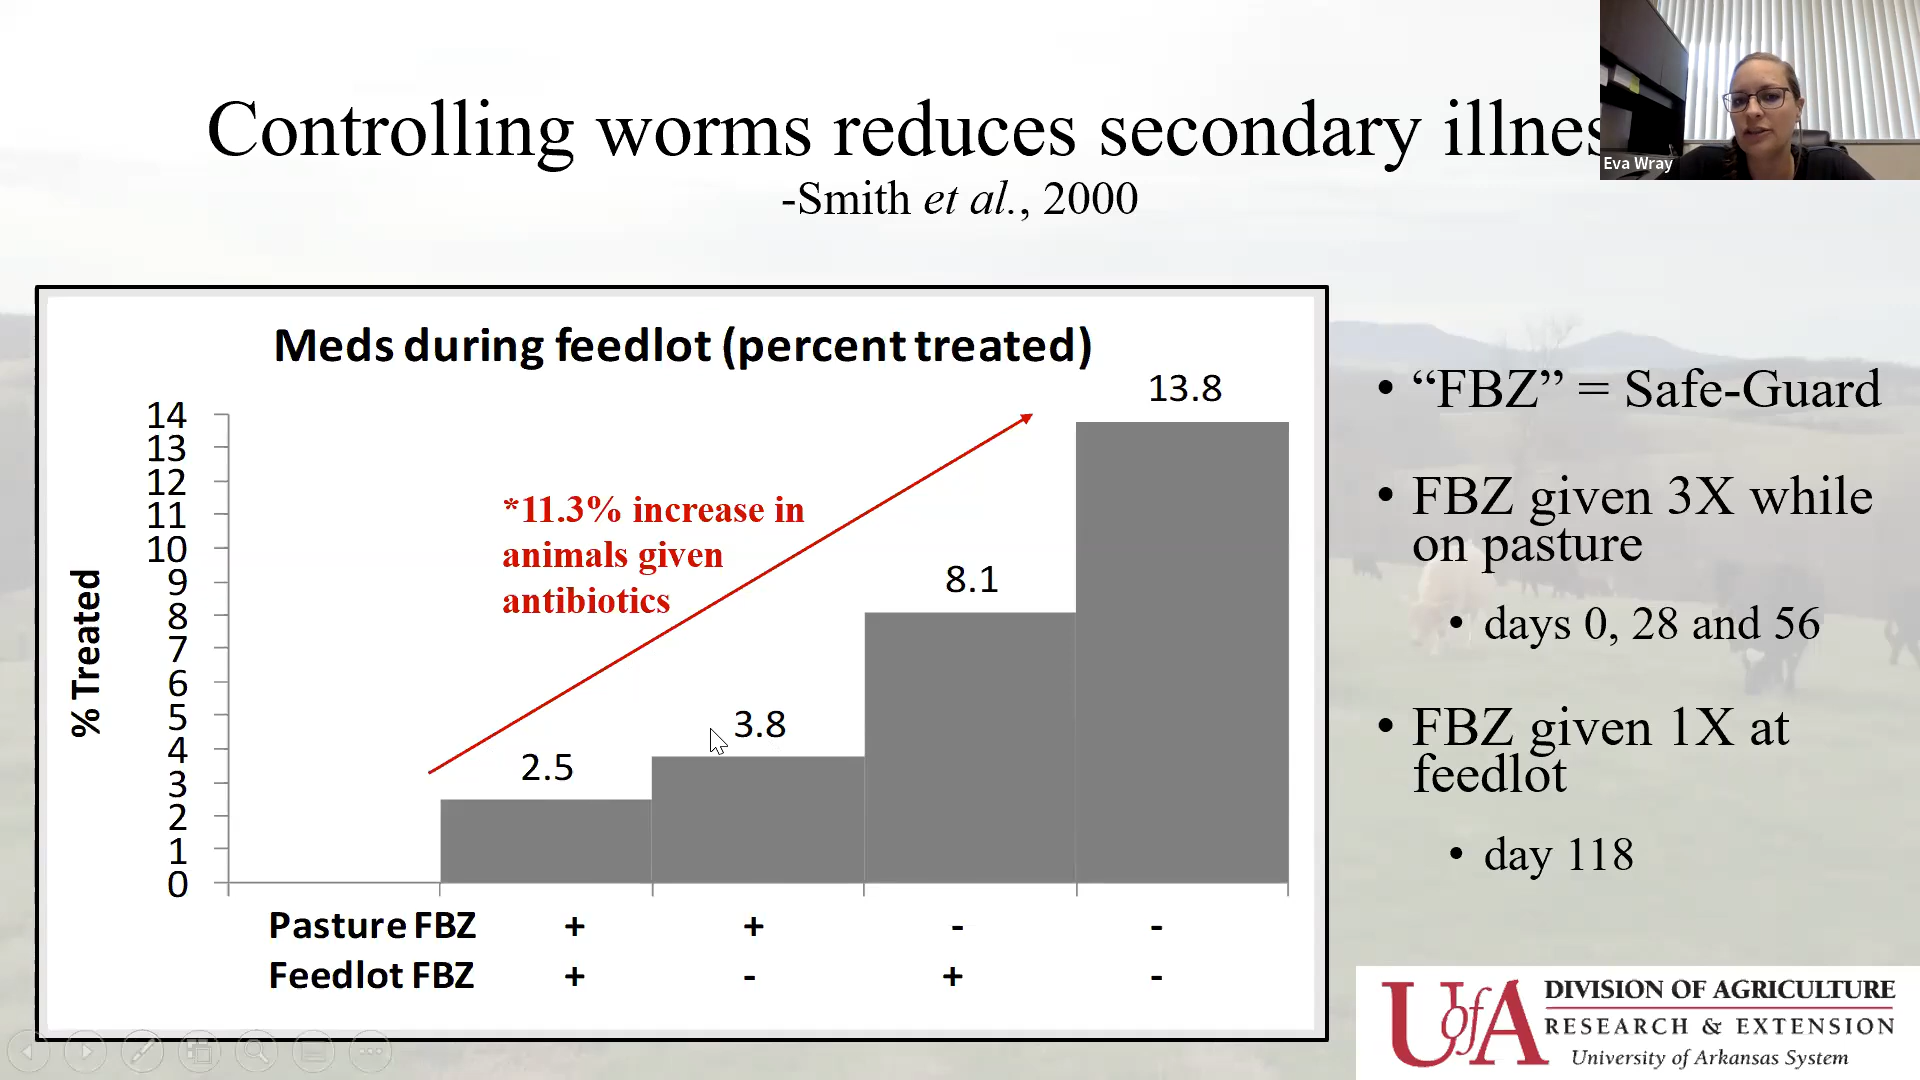 Controlling worms reduces secondary illnes
-Smith et al., 2000
Eva Wray
Meds during feedlot (percent treated)
14
13
12
11
10
9
8
7
6
5
4
3
2
1
0
% Treated
*11.3% increase in
animals given
antibiotics
2.5
3.8
8.1
13.8
Pasture FBZ + + - -
Feedlot FBZ + - + -
• “FBZ” = Safe-Guard
• FBZ given 3X while
on pasture
• days 0, 28 and 56
• FBZ given 1X at
feedlot
• day 118
UofA
DIVISION OF AGRICULTURE
RESEARCH & EXTENSION
University of Arkansas System